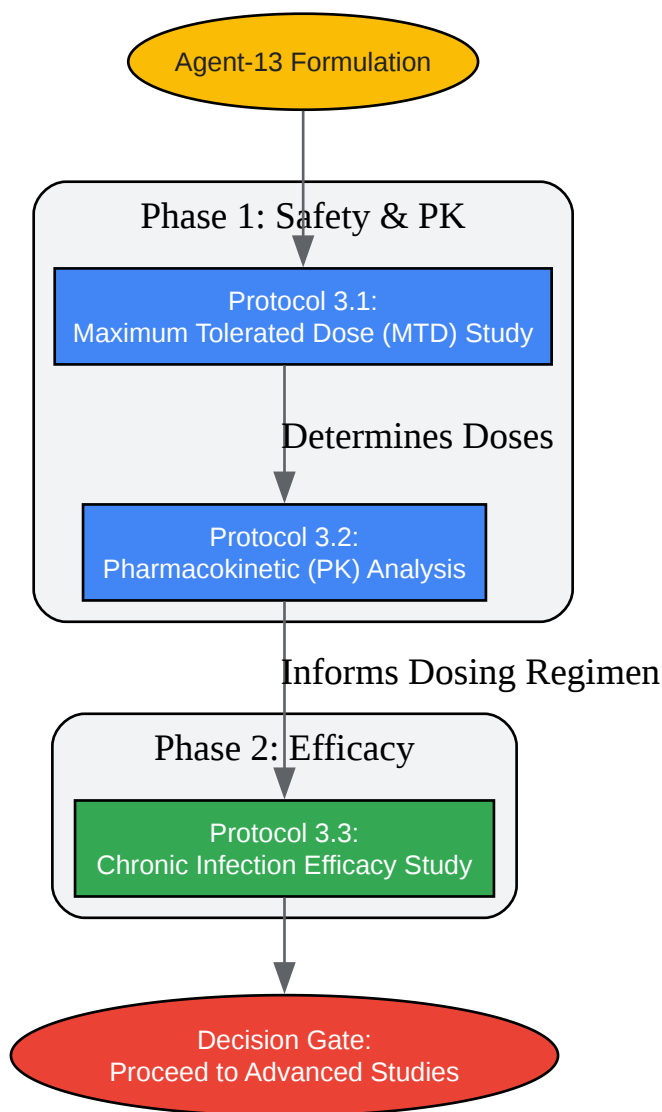 Agent-13 Formulation
Phase 1: Safety & PK
Protocol 3.1:
Maximum Tolerated Dose (MTD) Study
Determines Doses
Protocol 3.2:
Pharmacokinetic (PK) Analysis
Informs Dosing Regimen
Phase 2: Efficacy
Protocol 3.3:
Chronic Infection Efficacy Study
Decision Gate:
Proceed to Advanced Studies